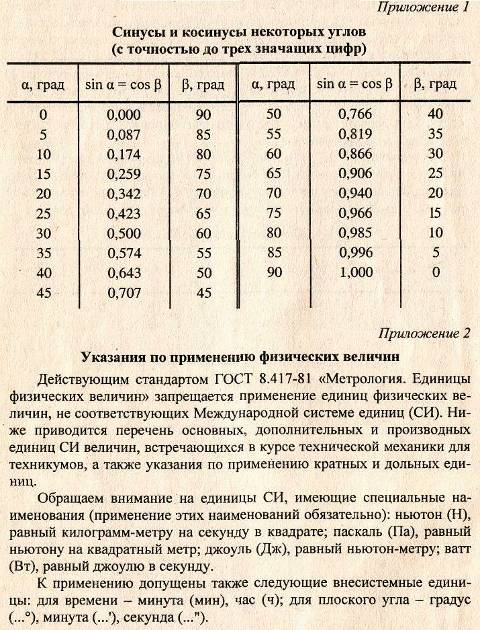 Приложение 1
Синусы и косинусы некоторых углов
(с точностью до трех значащих цифр)
α, град sin α = cos β β, град α, град sin α = cos β β, град
0 0,000 90 50 0,766 40
5 0,087 85 55 0,819 35
10 0,174 80 60 0,866 30
15 0,259 75 65 0,906 25
20 0,342 70 70 0,940 20
25 0,423 65 75 0,966 15
30 0,500 60 80 0,985 10
35 0,574 55 85 0,996 5
40 0,643 50 90 1,000 0
45 0,707 45
Приложение 2
Указания по применению физических величин
Действующим стандартом ГОСТ 8.417-81 «Метрология. Единицы
физических величин» запрещается применение единиц физических ве-
личин, не соответствующих Международной системе единиц (СИ). Ни-
же приводится перечень основных, дополнительных и производных
единиц СИ величин, встречающихся в курсе технической механики для
техникумов, а также указания по применению кратных и дольных еди-
ниц.
Обращаем внимание на единицы СИ, имеющие специальные на-
именования (применение этих наименований обязательно): ньютон (Н),
равный килограмм-метру на секунду в квадрате; паскаль (Па), равный
ньютону на квадратный метр; джоуль (Дж), равный ньютон-метру; ватт
(Вт), равный джоулю в секунду.
К применению допущены также следующие внесистемные едини-
цы: для времени – минута (мин), час (ч); для плоского угла – градус
(...°), минута (...'), секунда (...").